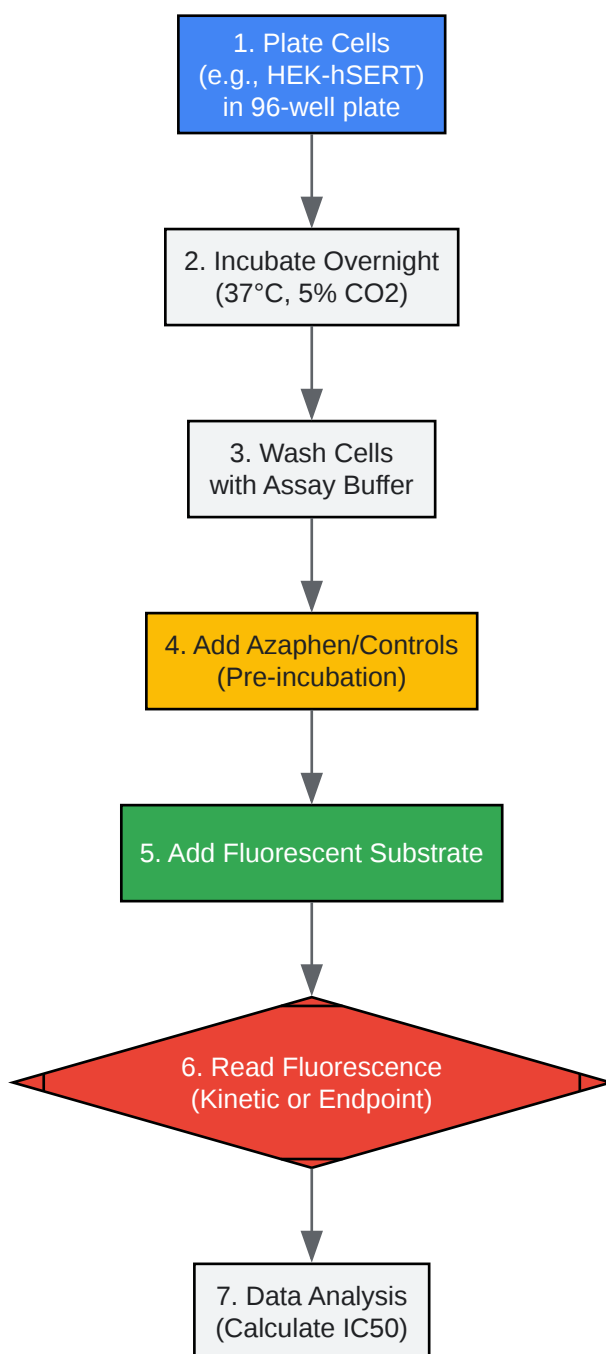 1. Plate Cells
(e.g., HEK-hSERT)
in 96-well plate
2. Incubate Overnight
(37°C, 5% CO2)
3. Wash Cells
with Assay Buffer
4. Add Azaphen/Controls
(Pre-incubation)
5. Add Fluorescent Substrate
6. Read Fluorescence
(Kinetic or Endpoint)
7. Data Analysis
(Calculate IC50)